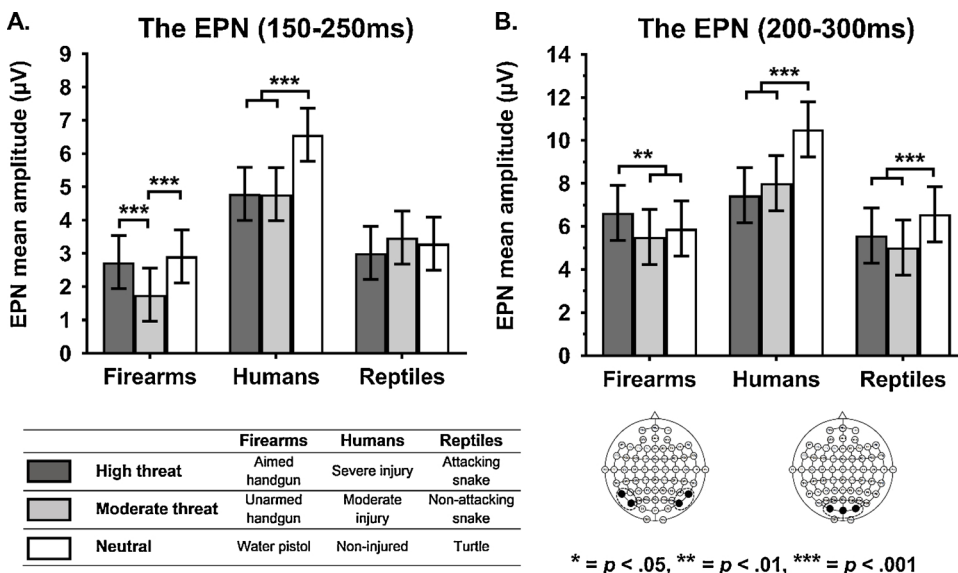 A. The EPN (150-250ms)
EPN mean amplitude (µV)
9
8
7
6
5
4
3
2
1
0
***
***
***
Firearms Humans Reptiles
B. The EPN (200-300ms)
EPN mean amplitude (µV)
14
12
10
8
6
4
2
0
**
***
***
Firearms Humans Reptiles
Firearms Humans Reptiles
High threat Aimed handgun Severe injury Attacking snake
Moderate threat Unarmed handgun Moderate injury Non-attacking snake
Neutral Water pistol Non-injured Turtle
* = p < .05, ** = p < .01, *** = p < .001